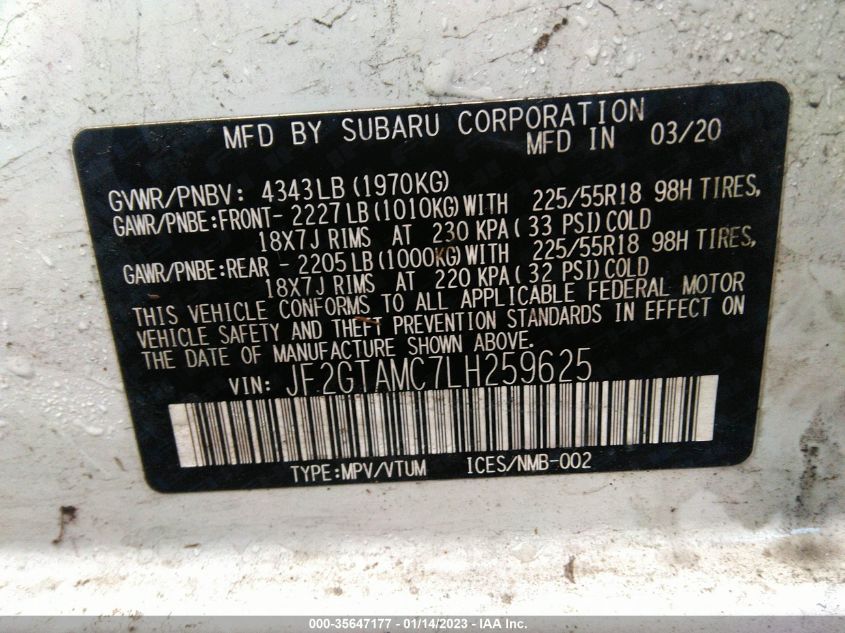 MFD BY SUBARU CORPORATION
MFD IN 03/20
GVWR/PNBV: 4343LB(1970KG)
GAWR/PNBE:FRONT-2227LB(1010KG)WITH 225/55R18 98H TIRES,
18X7J RIMS AT 230 KPA(33 PSI)COLD
GAWR/PNBE:REAR -2205LB(1000KG)WITH 225/55R18 98H TIRES,
18X7J RIMS AT 220 KPA(32 PSI)COLD
THIS VEHICLE CONFORMS TO ALL APPLICABLE FEDERAL MOTOR
VEHICLE SAFETY AND THEFT PREVENTION STANDARDS IN EFFECT ON
THE DATE OF MANUFACTURE SHOWN ABOVE.
VIN: JF2GTAMC7LH259625
TYPE:MPV/VTUM ICES/NMB-002
000-35647177 - 01/14/2023 - IAA Inc.